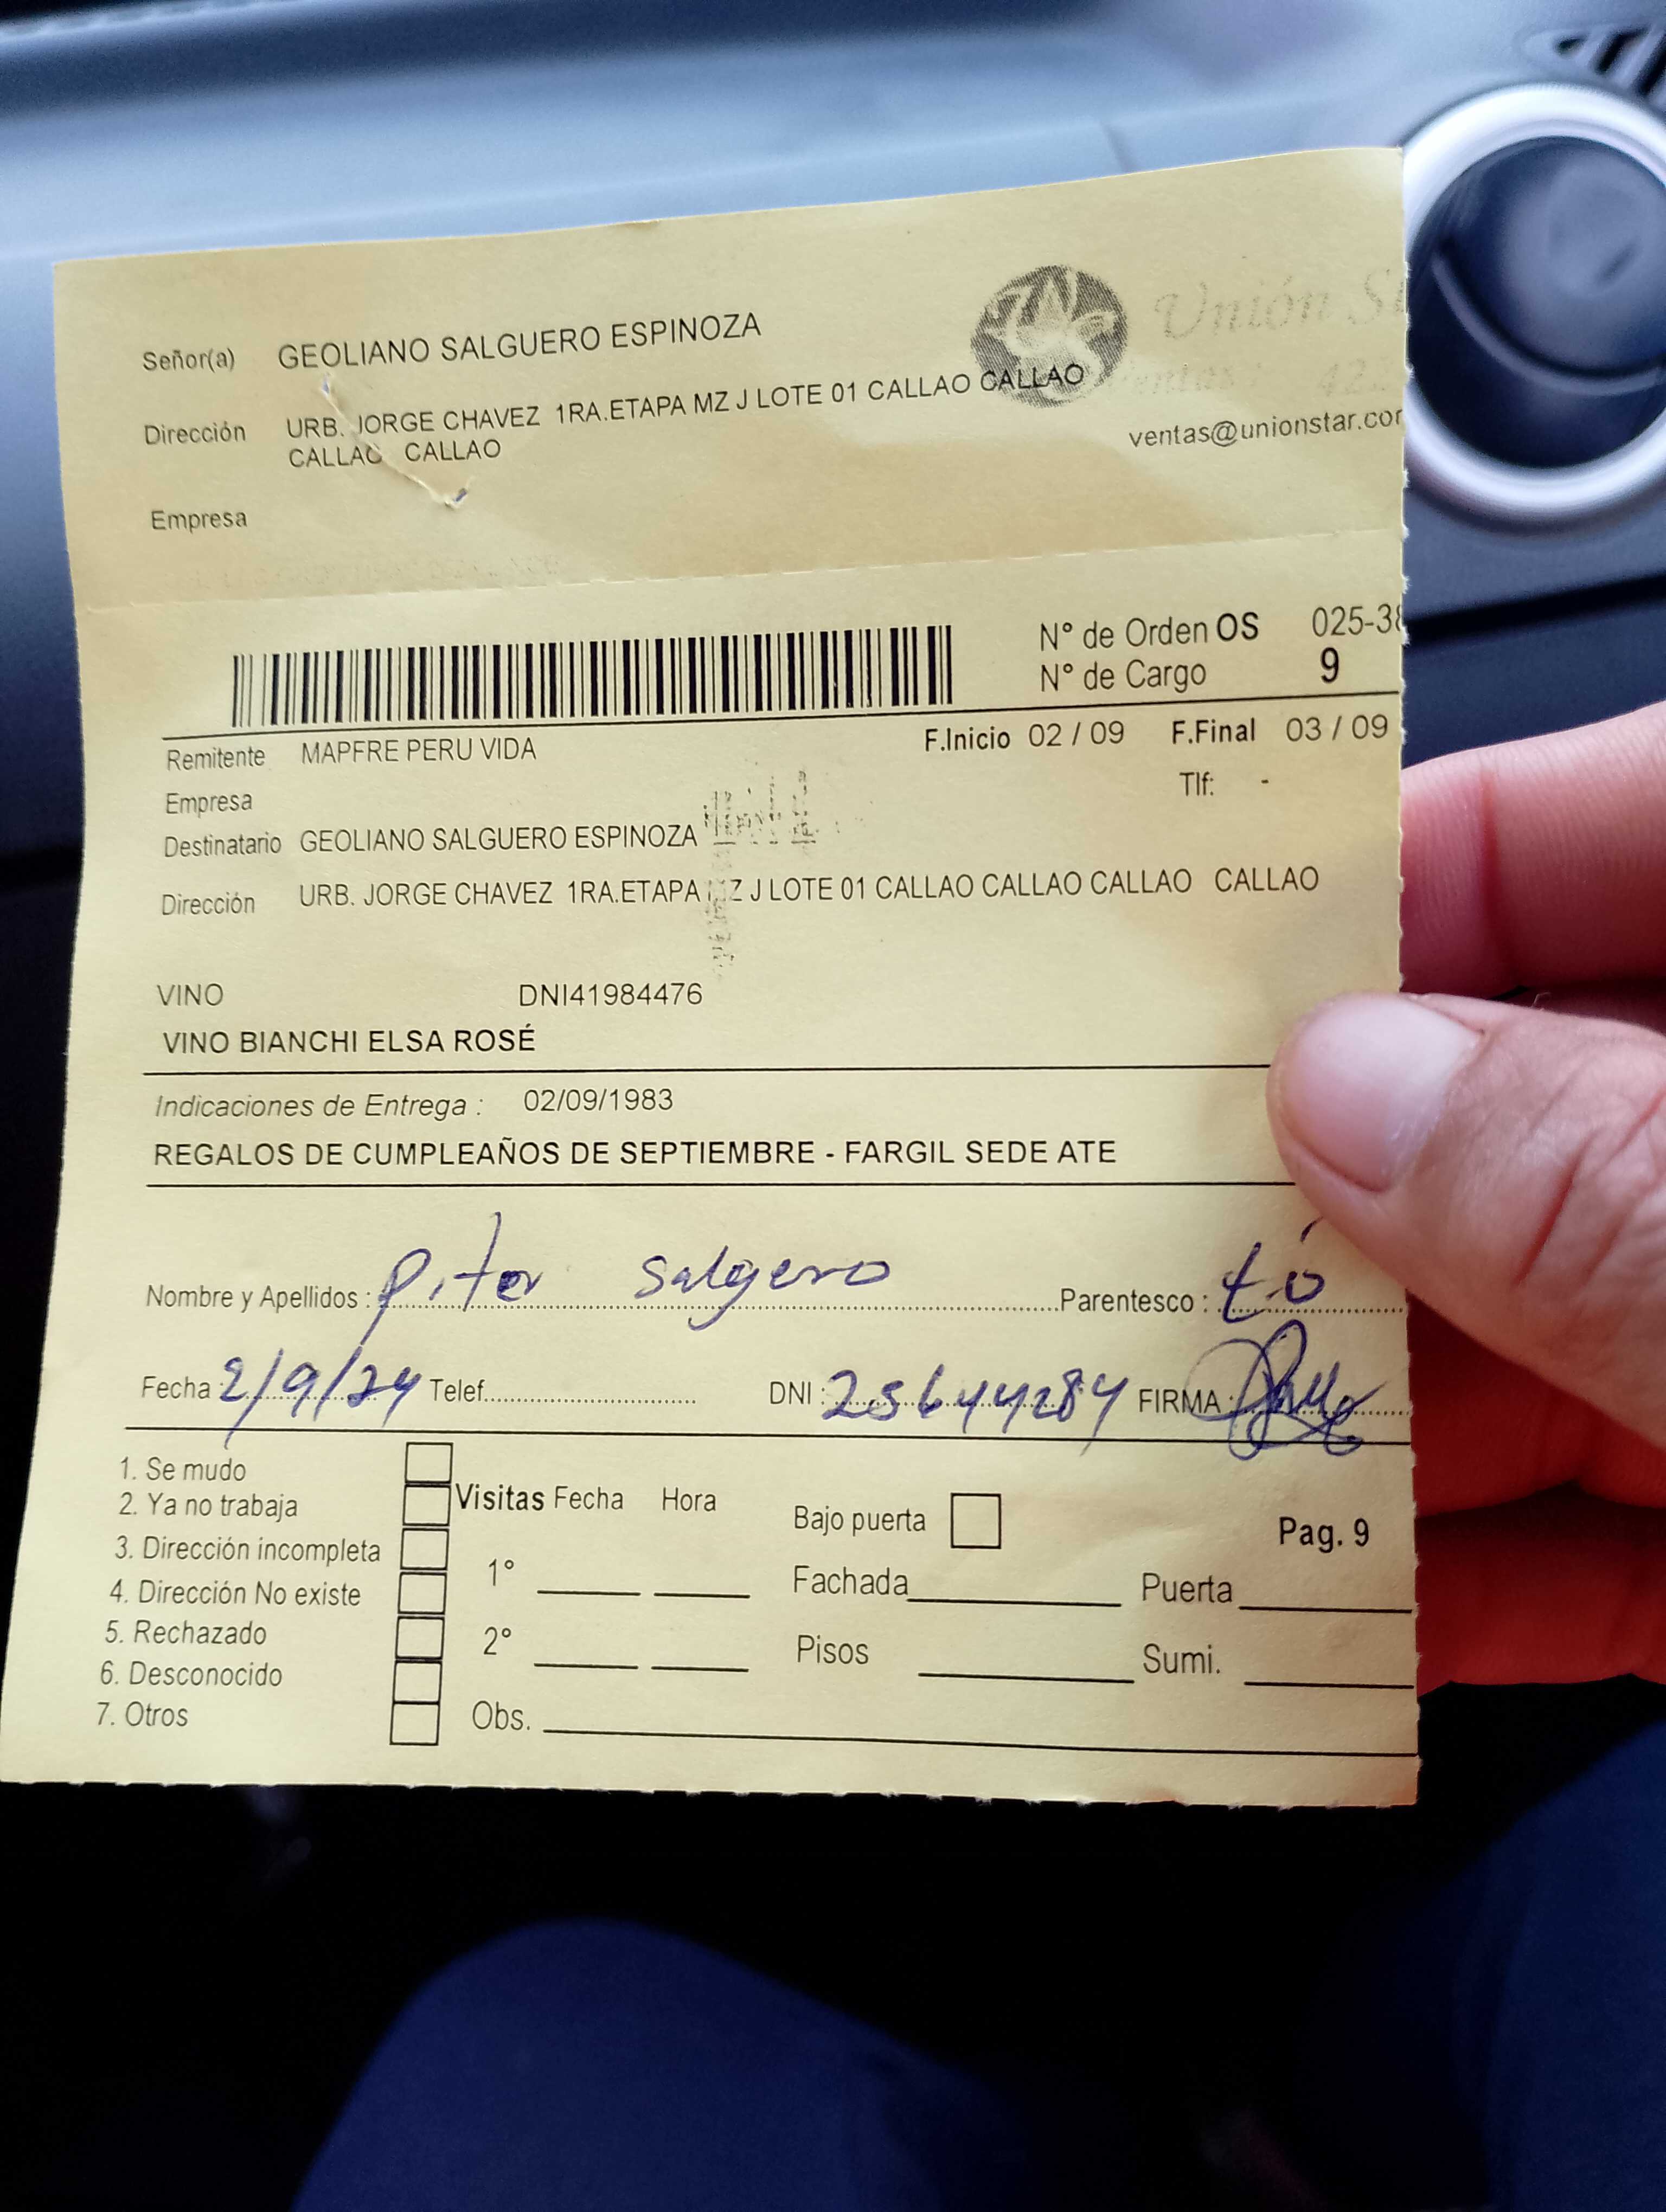 Unión
Señor(a) GEOLIANO SALGUERO ESPINOZA
Dirección URB. JORGE CHAVEZ 1RA.ETAPA MZ J LOTE 01 CALLAO CALLAO
CALLAO CALLAO
ventas@unionstar.com
Empresa
N° de Orden OS 025-38
N° de Cargo 9
F.Inicio 02 / 09 F.Final 03 / 09
Remitente MAPFRE PERU VIDA
Tlf: -
Empresa
Destinatario GEOLIANO SALGUERO ESPINOZA
Dirección URB. JORGE CHAVEZ 1RA.ETAPA MZ J LOTE 01 CALLAO CALLAO CALLAO CALLAO
VINO DNI41984476
VINO BIANCHI ELSA ROSÉ
Indicaciones de Entrega : 02/09/1983
REGALOS DE CUMPLEAÑOS DE SEPTIEMBRE - FARGIL SEDE ATE
Nombre y Apellidos : Piter Salgero Parentesco : tío
Fecha 2/9/24 Telef. DNI : 25644284 FIRMA :
1. Se mudo
2. Ya no trabaja Visitas Fecha Hora Bajo puerta Pag. 9
3. Dirección incompleta
4. Dirección No existe 1° Fachada Puerta
5. Rechazado 2° Pisos Sumi.
6. Desconocido
7. Otros Obs.